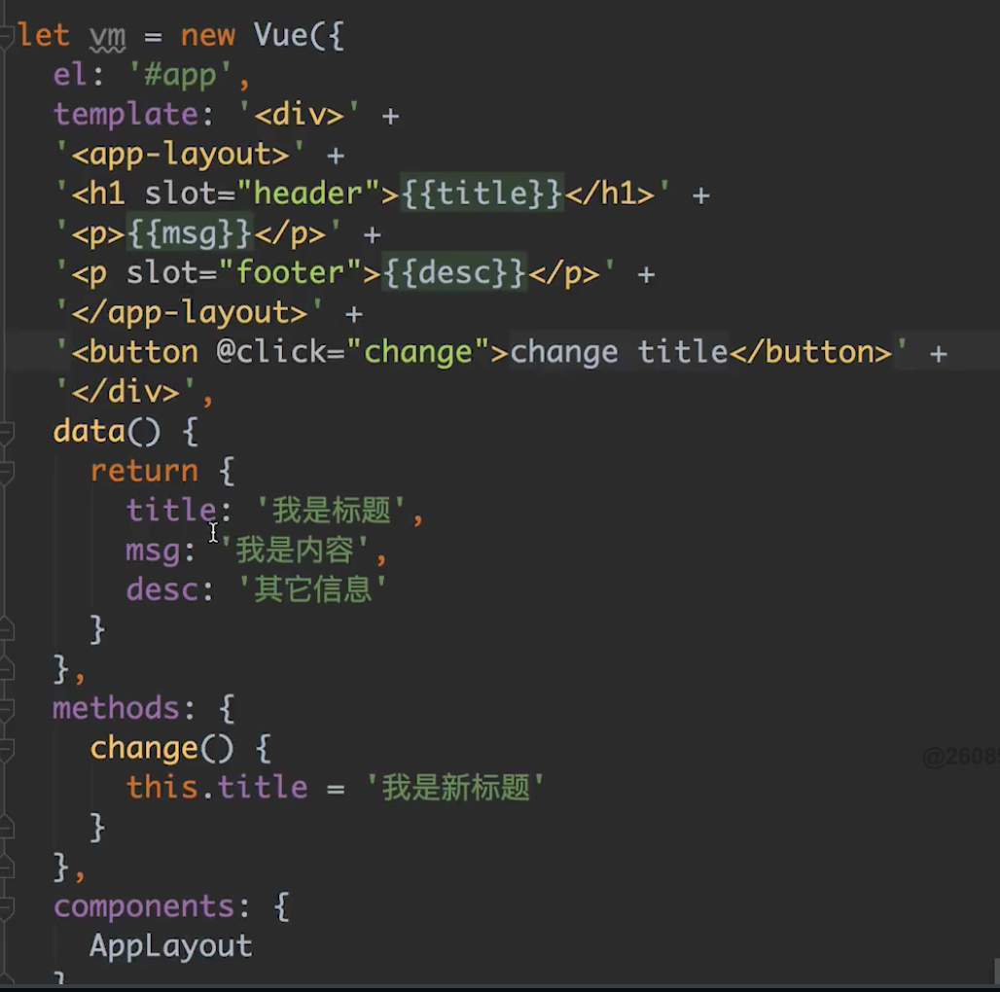 let vm = new Vue({
el: '#app',
template: '<div>' +
'<app-layout>' +
'<h1 slot="header">{{title}}</h1>' +
'<p>{{msg}}</p>' +
'<p slot="footer">{{desc}}</p>' +
'</app-layout>' +
'<button @click="change">change title</button>' +
'</div>',
data() {
return {
title: '我是标题',
msg: '我是内容',
desc: '其它信息'
}
},
methods: {
change() {
this.title = '我是新标题'
}
},
components: {
AppLayout
}